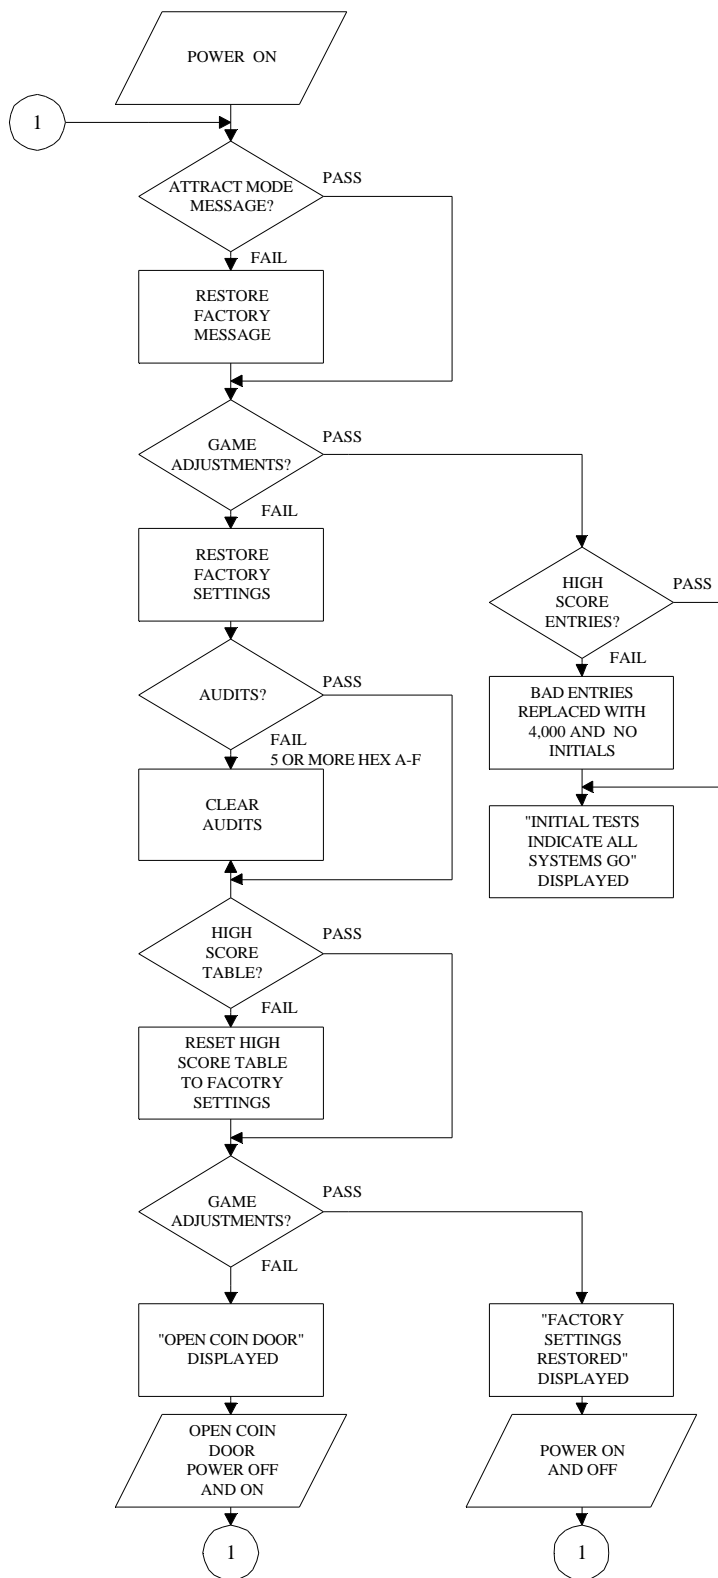 POWER ON
1
ATTRACT MODE
MESSAGE?
PASS
FAIL
RESTORE
FACTORY
MESSAGE
GAME
ADJUSTMENTS?
PASS
FAIL
RESTORE
FACTORY
SETTINGS
HIGH
SCORE
ENTRIES?
PASS
FAIL
BAD ENTRIES
REPLACED WITH
4,000 AND NO
INITIALS
"INITIAL TESTS
INDICATE ALL
SYSTEMS GO"
DISPLAYED
AUDITS?
PASS
FAIL
5 OR MORE HEX A-F
CLEAR
AUDITS
HIGH
SCORE
TABLE?
PASS
FAIL
RESET HIGH
SCORE TABLE
TO FACOTRY
SETTINGS
GAME
ADJUSTMENTS?
PASS
FAIL
"OPEN COIN DOOR"
DISPLAYED
"FACTORY
SETTINGS
RESTORED"
DISPLAYED
OPEN COIN
DOOR
POWER OFF
AND ON
POWER ON
AND OFF
1
1